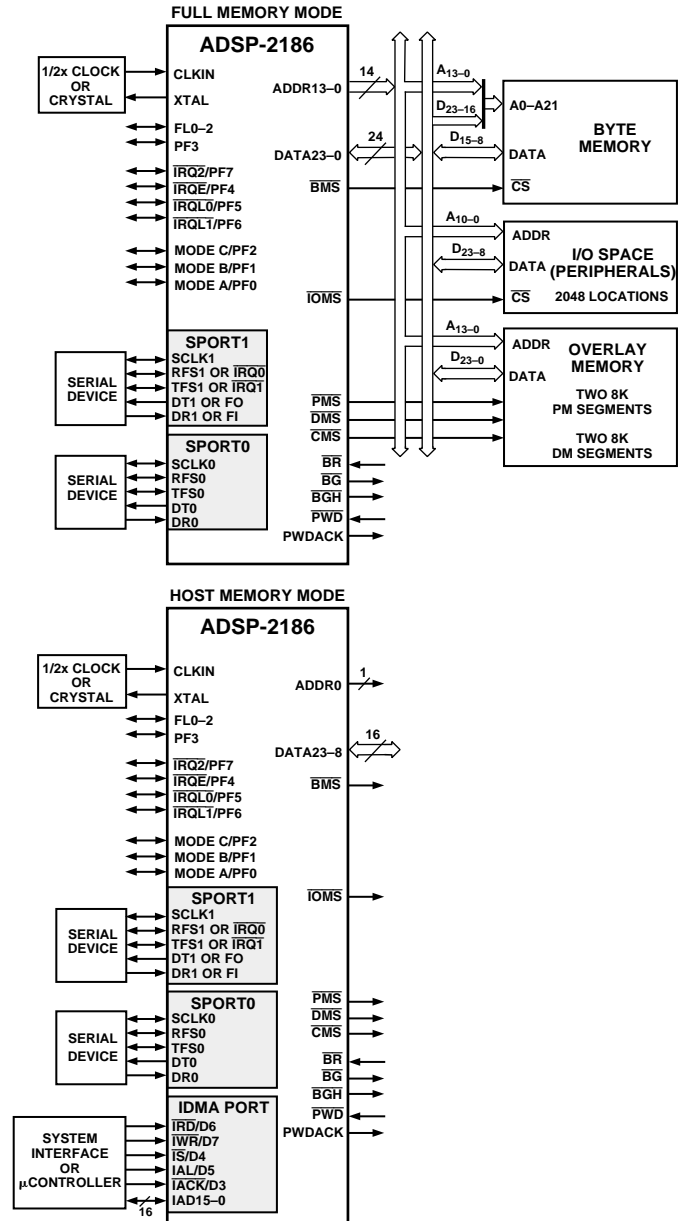 FULL MEMORY MODE
ADSP-2186
1/2x CLOCK
OR
CRYSTAL
CLKIN
XTAL
FL0–2
PF3
IRQ2/PF7
IRQE/PF4
IRQL0/PF5
IRQL1/PF6
MODE C/PF2
MODE B/PF1
MODE A/PF0
SERIAL
DEVICE
SPORT1
SCLK1
RFS1 OR IRQ0
TFS1 OR IRQ1
DT1 OR FO
DR1 OR FI
SERIAL
DEVICE
SPORT0
SCLK0
RFS0
TFS0
DT0
DR0
ADDR13–0
14
DATA23–0
24
BMS
IOMS
PMS
DMS
CMS
BR
BG
BGH
PWD
PWDACK
A13–0
D23–16
D15–8
A0–A21
DATA
CS
BYTE
MEMORY
A10–0
D23–8
ADDR
DATA
CS
I/O SPACE
(PERIPHERALS)
2048 LOCATIONS
A13–0
D23–0
ADDR
DATA
OVERLAY
MEMORY
TWO 8K
PM SEGMENTS
TWO 8K
DM SEGMENTS
HOST MEMORY MODE
ADSP-2186
1/2x CLOCK
OR
CRYSTAL
CLKIN
XTAL
FL0–2
PF3
IRQ2/PF7
IRQE/PF4
IRQL0/PF5
IRQL1/PF6
MODE C/PF2
MODE B/PF1
MODE A/PF0
SERIAL
DEVICE
SPORT1
SCLK1
RFS1 OR IRQ0
TFS1 OR IRQ1
DT1 OR FO
DR1 OR FI
SERIAL
DEVICE
SPORT0
SCLK0
RFS0
TFS0
DT0
DR0
SYSTEM
INTERFACE
OR
μCONTROLLER
IDMA PORT
IRD/D6
IWR/D7
IS/D4
IAL/D5
IACK/D3
IAD15–0
16
ADDR0
1
DATA23–8
16
BMS
IOMS
PMS
DMS
CMS
BR
BG
BGH
PWD
PWDACK